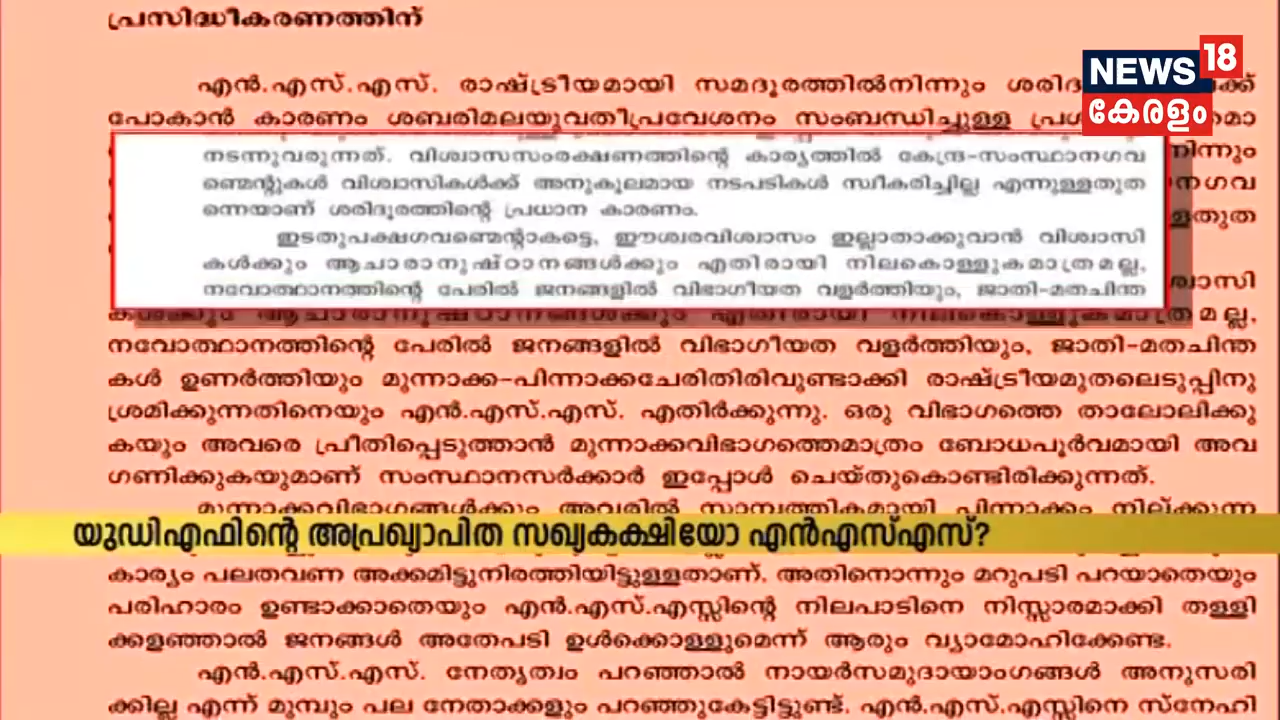 പ്രസിദ്ധീകരണത്തിന്
NEWS 18
കേരളം
എൻ.എസ്.എസ്. രാഷ്ട്രീയമായി സമദൂരത്തിൽനിന്നും
പോകാൻ കാരണം ശബരിമലയുവതീപ്രവേശനം സംബന്ധിച്ചുള്ള
നടന്നുവരുന്നത്. വിശ്വാസസംരക്ഷണത്തിന്റെ കാര്യത്തിൽ കേന്ദ്ര-സംസ്ഥാനഗവ
ണ്മെന്റുകൾ വിശ്വാസികൾക്ക് അനുകൂലമായ നടപടികൾ സ്വീകരിച്ചില്ല എന്നുള്ളതുത
ന്നെയാണ് ശരിദൂരത്തിന്റെ പ്രധാന കാരണം.
ഇടതുപക്ഷഗവണ്മെന്റാകട്ടെ, ഈശ്വരവിശ്വാസം ഇല്ലാതാക്കുവാൻ വിശ്വാസി
കൾക്കും ആചാരാനുഷ്ഠാനങ്ങൾക്കും എതിരായി നിലകൊള്ളുകമാത്രമല്ല,
നവോത്ഥാനത്തിന്റെ പേരിൽ ജനങ്ങളിൽ വിഭാഗീയത വളർത്തിയും, ജാതി-മതചിന്ത
നവോത്ഥാനത്തിന്റെ പേരിൽ ജനങ്ങളിൽ വിഭാഗീയത വളർത്തിയും, ജാതി-മതചിന്ത
കൾ ഉണർത്തിയും മുന്നാക്ക-പിന്നാക്കചേരിതിരിവുണ്ടാക്കി രാഷ്ട്രീയമുതലെടുപ്പിനു
ശ്രമിക്കുന്നതിനെയും എൻ.എസ്.എസ്. എതിർക്കുന്നു. ഒരു വിഭാഗത്തെ താലോലിക്കു
കയും അവരെ പ്രീതിപ്പെടുത്താൻ മുന്നാക്കവിഭാഗത്തെമാത്രം ബോധപൂർവമായി അവ
ഗണിക്കുകയുമാണ് സംസ്ഥാനസർക്കാർ ഇപ്പോൾ ചെയ്തുകൊണ്ടിരിക്കുന്നത്.
മുന്നാക്കവിഭാഗങ്ങൾക്കും അവരിൽ സാമ്പത്തികമായി പിന്നാക്കം നില്ക്കുന്ന
യുഡിഎഫിന്റെ അപ്രഖ്യാപിത സഖ്യകക്ഷിയോ എൻഎസ്എസ്?
കാര്യം പലതവണ അക്കമിട്ടുനിരത്തിയിട്ടുള്ളതാണ്. അതിനൊന്നും മറുപടി പറയാതെയും
പരിഹാരം ഉണ്ടാക്കാതെയും എൻ.എസ്.എസ്സിന്റെ നിലപാടിനെ നിസ്സാരമാക്കി തള്ളി
ക്കളഞ്ഞാൽ ജനങ്ങൾ അതേപടി ഉൾക്കൊള്ളുമെന്ന് ആരും വ്യാമോഹിക്കേണ്ട.
എൻ.എസ്.എസ്. നേതൃത്വം പറഞ്ഞാൽ നായർസമുദായാംഗങ്ങൾ അനുസരി
ക്കില്ല എന്ന് മുമ്പും പല നേതാക്കളും പറഞ്ഞുകേട്ടിട്ടുണ്ട്. എൻ.എസ്.എസ്സിനെ സ്നേഹി